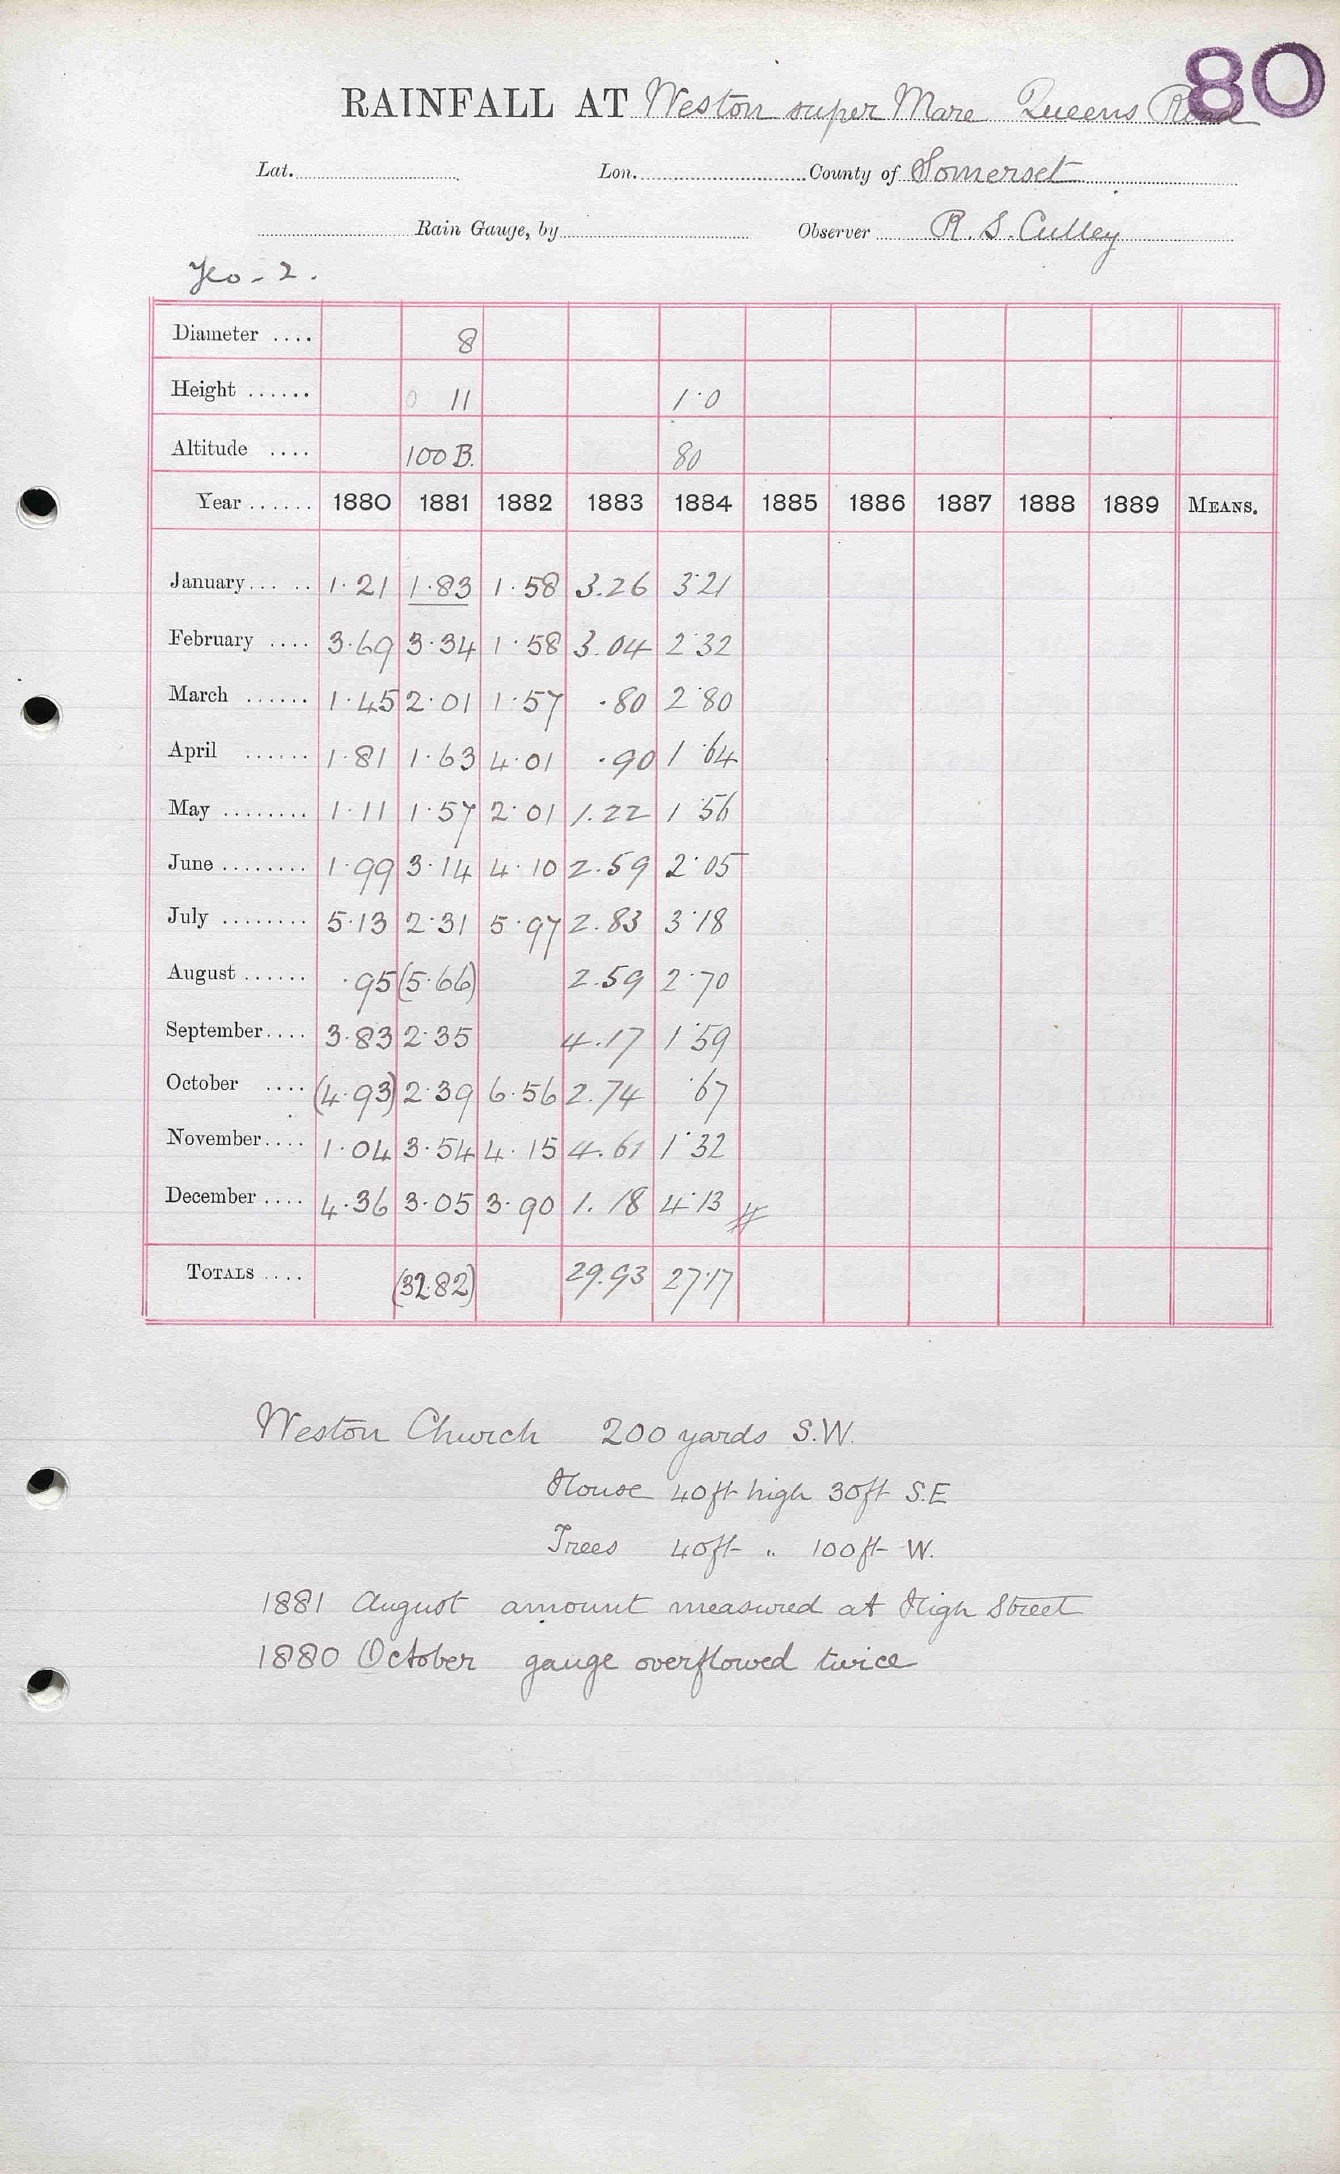 80
RAINFALL AT Weston super Mare Queens Road
Lat. Lon. County of Somerset
Rain Gauge, by Observer R. S. Culley
Yeo - 2.
Diameter .... 8
Height ...... 0 11 1·0
Altitude .... 100 B. 80
Year ...... 1880 1881 1882 1883 1884 1885 1886 1887 1888 1889 MEANS.
January ...... 1·21 1·83 1·58 3.26 3·21
February .... 3·69 3·34 1·58 3.04 2·32
March ...... 1·45 2·01 1·57 ·80 2·80
April ...... 1·81 1·63 4·01 ·90 1·64
May ........ 1·11 1·57 2·01 1.22 1·56
June ........ 1·99 3·14 4·10 2.59 2·05
July ........ 5·13 2·31 5·97 2.83 3·18
August ...... ·95 (5·66) 2.59 2·70
September .... 3·83 2·35 4.17 1·59
October .... (4·93) 2·39 6·56 2.74 ·67
November .... 1·04 3·54 4·15 4.61 1·32
December .... 4·36 3·05 3·90 1.18 4·13
TOTALS .... (32·82) 29.93 27·17
Weston Church 200 yards S.W.
House 40ft high 30ft S.E
Trees 40ft „ 100ft W.
1881 August amount measured at High Street
1880 October gauge overflowed twice